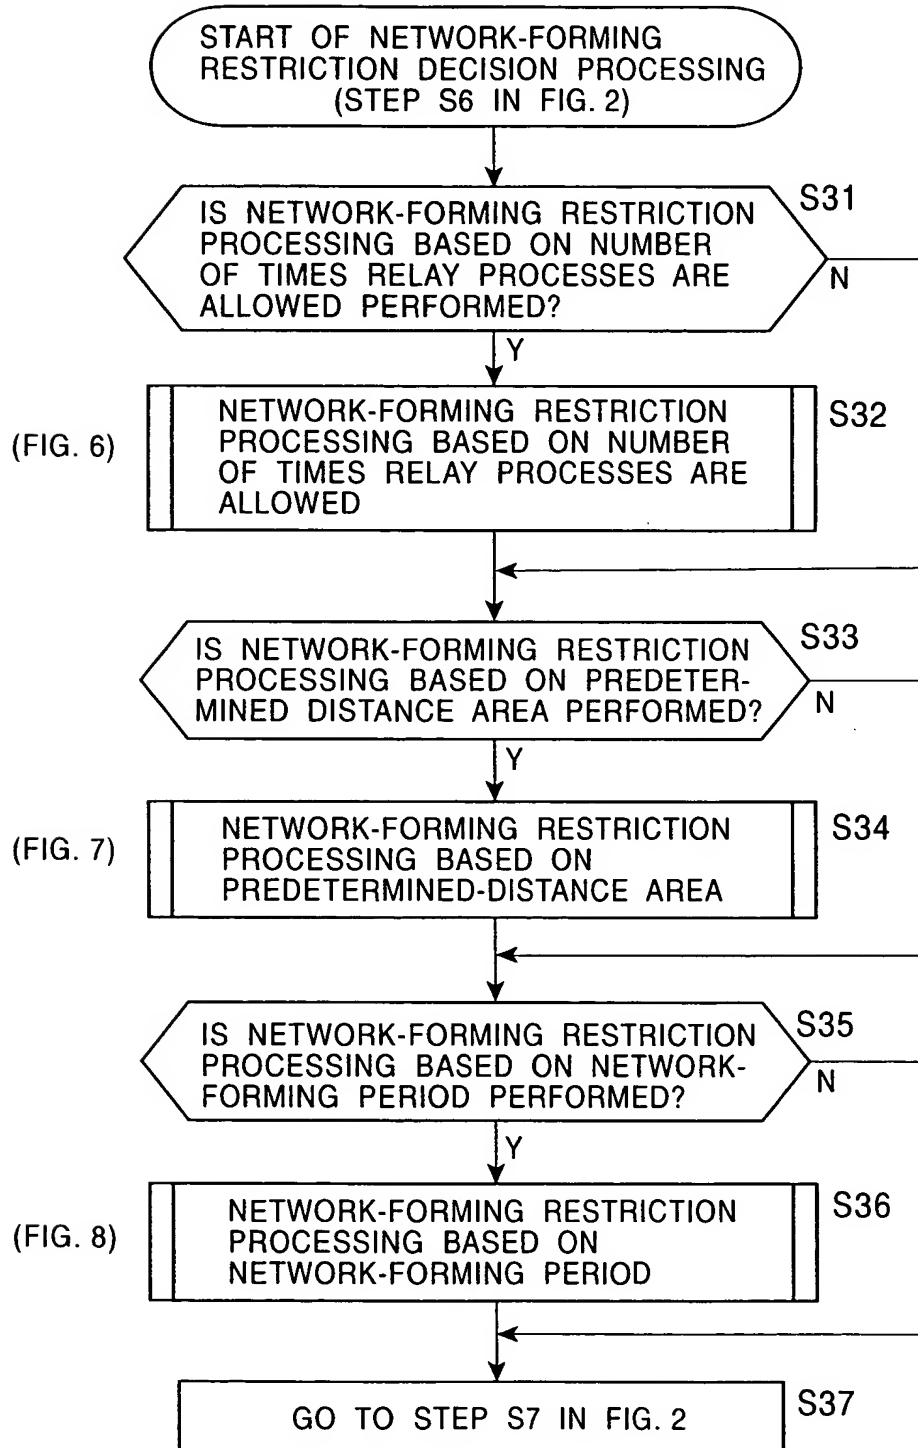 START OF NETWORK-FORMING
RESTRICTION DECISION PROCESSING
(STEP S6 IN FIG. 2)
S31
IS NETWORK-FORMING RESTRICTION
PROCESSING BASED ON NUMBER
OF TIMES RELAY PROCESSES ARE
ALLOWED PERFORMED?
N
Y
(FIG. 6)
NETWORK-FORMING RESTRICTION
PROCESSING BASED ON NUMBER
OF TIMES RELAY PROCESSES ARE
ALLOWED
S32
S33
IS NETWORK-FORMING RESTRICTION
PROCESSING BASED ON PREDETER-
MINED DISTANCE AREA PERFORMED?
N
Y
(FIG. 7)
NETWORK-FORMING RESTRICTION
PROCESSING BASED ON
PREDETERMINED-DISTANCE AREA
S34
S35
IS NETWORK-FORMING RESTRICTION
PROCESSING BASED ON NETWORK-
FORMING PERIOD PERFORMED?
N
Y
(FIG. 8)
NETWORK-FORMING RESTRICTION
PROCESSING BASED ON
NETWORK-FORMING PERIOD
S36
GO TO STEP S7 IN FIG. 2
S37